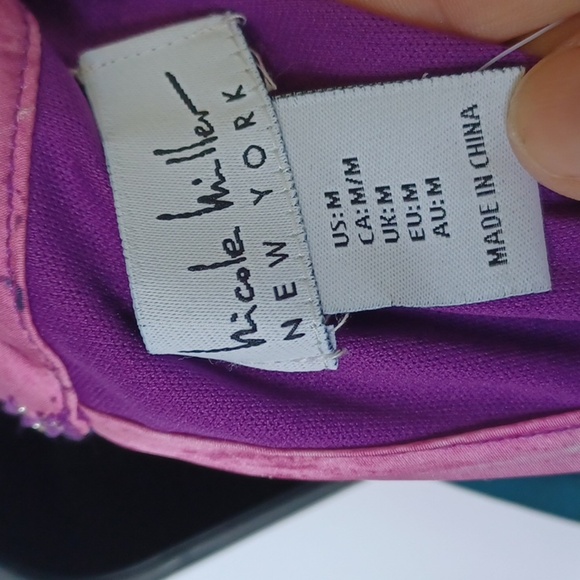 Nicole Miller
NEW YORK
US:M
CA:M/M
UK:M
EU:M
AU:M
MADE IN CHINA